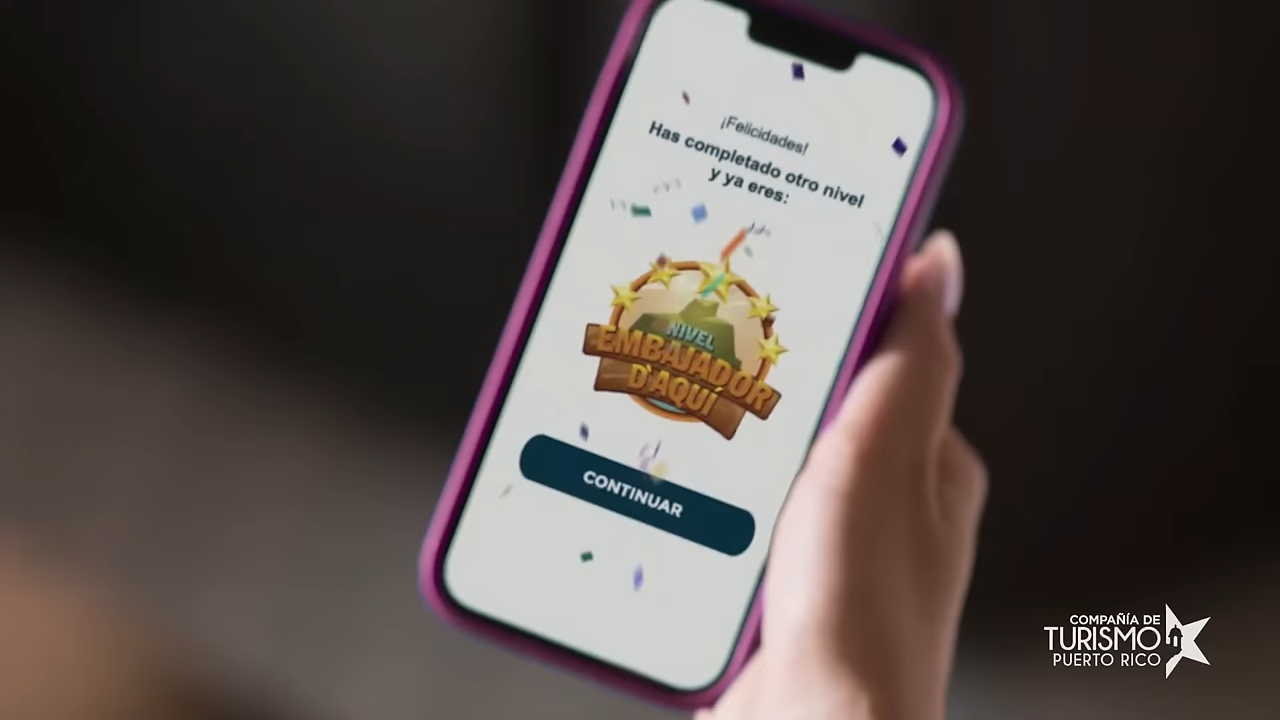 ¡Felicidades!
Has completado otro nivel
y ya eres:
NIVEL
EMBAJADOR
D'AQUÍ
CONTINUAR
COMPAÑÍA DE
TURISMO
PUERTO RICO